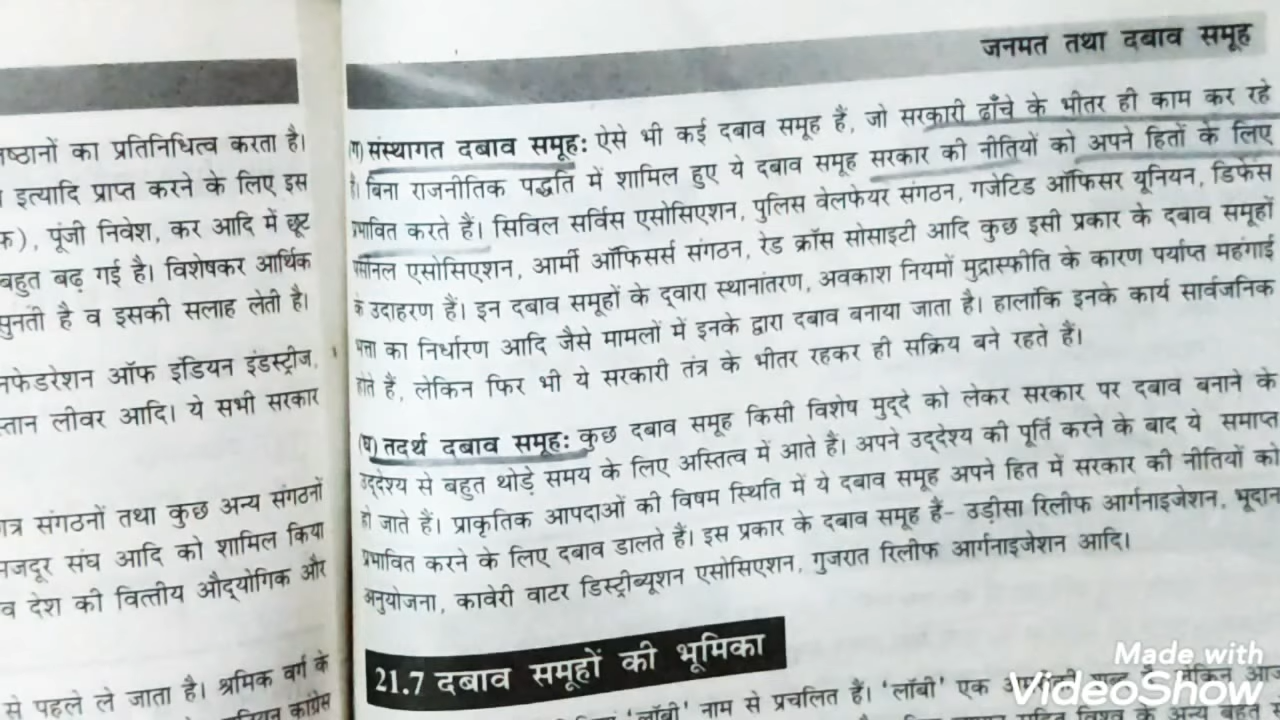 ष्ठानों का प्रतिनिधित्व करता है।
इत्यादि प्राप्त करने के लिए इस
पूंजी निवेश, कर आदि में छूट
बहुत बढ़ गई है। विशेषकर आर्थिक
सुनती है व इसकी सलाह लेती है।
नफेडरेशन ऑफ इंडियन इंडस्ट्रीज,
स्तान लीवर आदि। ये सभी सरकार
त्र संगठनों तथा कुछ अन्य संगठनों
मजदूर संघ आदि को शामिल किया
व देश की वित्तीय औद्योगिक और
से पहले ले जाता है। श्रमिक वर्ग के
यूनियन कांग्रेस
जनमत तथा दबाव समूह
(ग) संस्थागत दबाव समूह: ऐसे भी कई दबाव समूह हैं, जो सरकारी ढाँचे के भीतर ही काम कर रहे
हैं। बिना राजनीतिक पद्धति में शामिल हुए ये दबाव समूह सरकार की नीतियों को अपने हितों के लिए
प्रभावित करते हैं। सिविल सर्विस एसोसिएशन, पुलिस वेलफेयर संगठन, गजेटिड ऑफिसर यूनियन, डिफेंस
पर्सोनल एसोसिएशन, आर्मी ऑफिसर्स संगठन, रेड क्रॉस सोसाइटी आदि कुछ इसी प्रकार के दबाव समूहों
के उदाहरण हैं। इन दबाव समूहों के द्वारा स्थानांतरण, अवकाश नियमों मुद्रास्फीति के कारण पर्याप्त महंगाई
भत्ता का निर्धारण आदि जैसे मामलों में इनके द्वारा दबाव बनाया जाता है। हालांकि इनके कार्य सार्वजनिक
होते हैं, लेकिन फिर भी ये सरकारी तंत्र के भीतर रहकर ही सक्रिय बने रहते हैं।
(घ) तदर्थ दबाव समूह: कुछ दबाव समूह किसी विशेष मुद्दे को लेकर सरकार पर दबाव बनाने के
उद्देश्य से बहुत थोड़े समय के लिए अस्तित्व में आते हैं। अपने उद्देश्य की पूर्ति करने के बाद ये समाप्त
हो जाते हैं। प्राकृतिक आपदाओं की विषम स्थिति में ये दबाव समूह अपने हित में सरकार की नीतियों को
प्रभावित करने के लिए दबाव डालते हैं। इस प्रकार के दबाव समूह हैं- उड़ीसा रिलीफ आर्गनाइजेशन, भूदान
अनुयोजना, कावेरी वाटर डिस्ट्रीब्यूशन एसोसिएशन, गुजरात रिलीफ आर्गनाइजेशन आदि।
21.7 दबाव समूहों की भूमिका
'लॉबी' नाम से प्रचलित हैं। 'लॉबी' एक
Made with
VideoShow